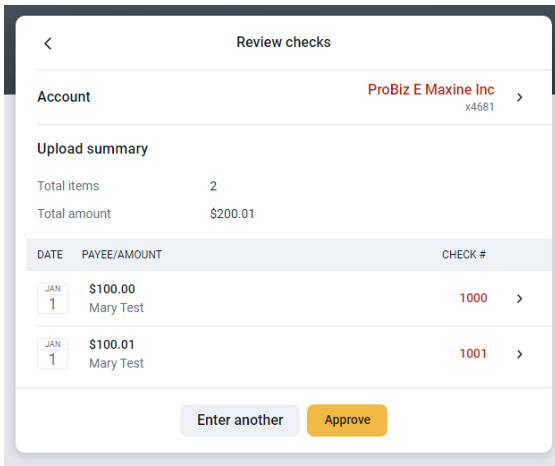 Review checks
Account
ProBiz E Maxine Inc
x4681
Upload summary
Total items 2
Total amount $200.01
DATE PAYEE/AMOUNT CHECK #
JAN
1
$100.00
Mary Test
1000
JAN
1
$100.01
Mary Test
1001
Enter another Approve